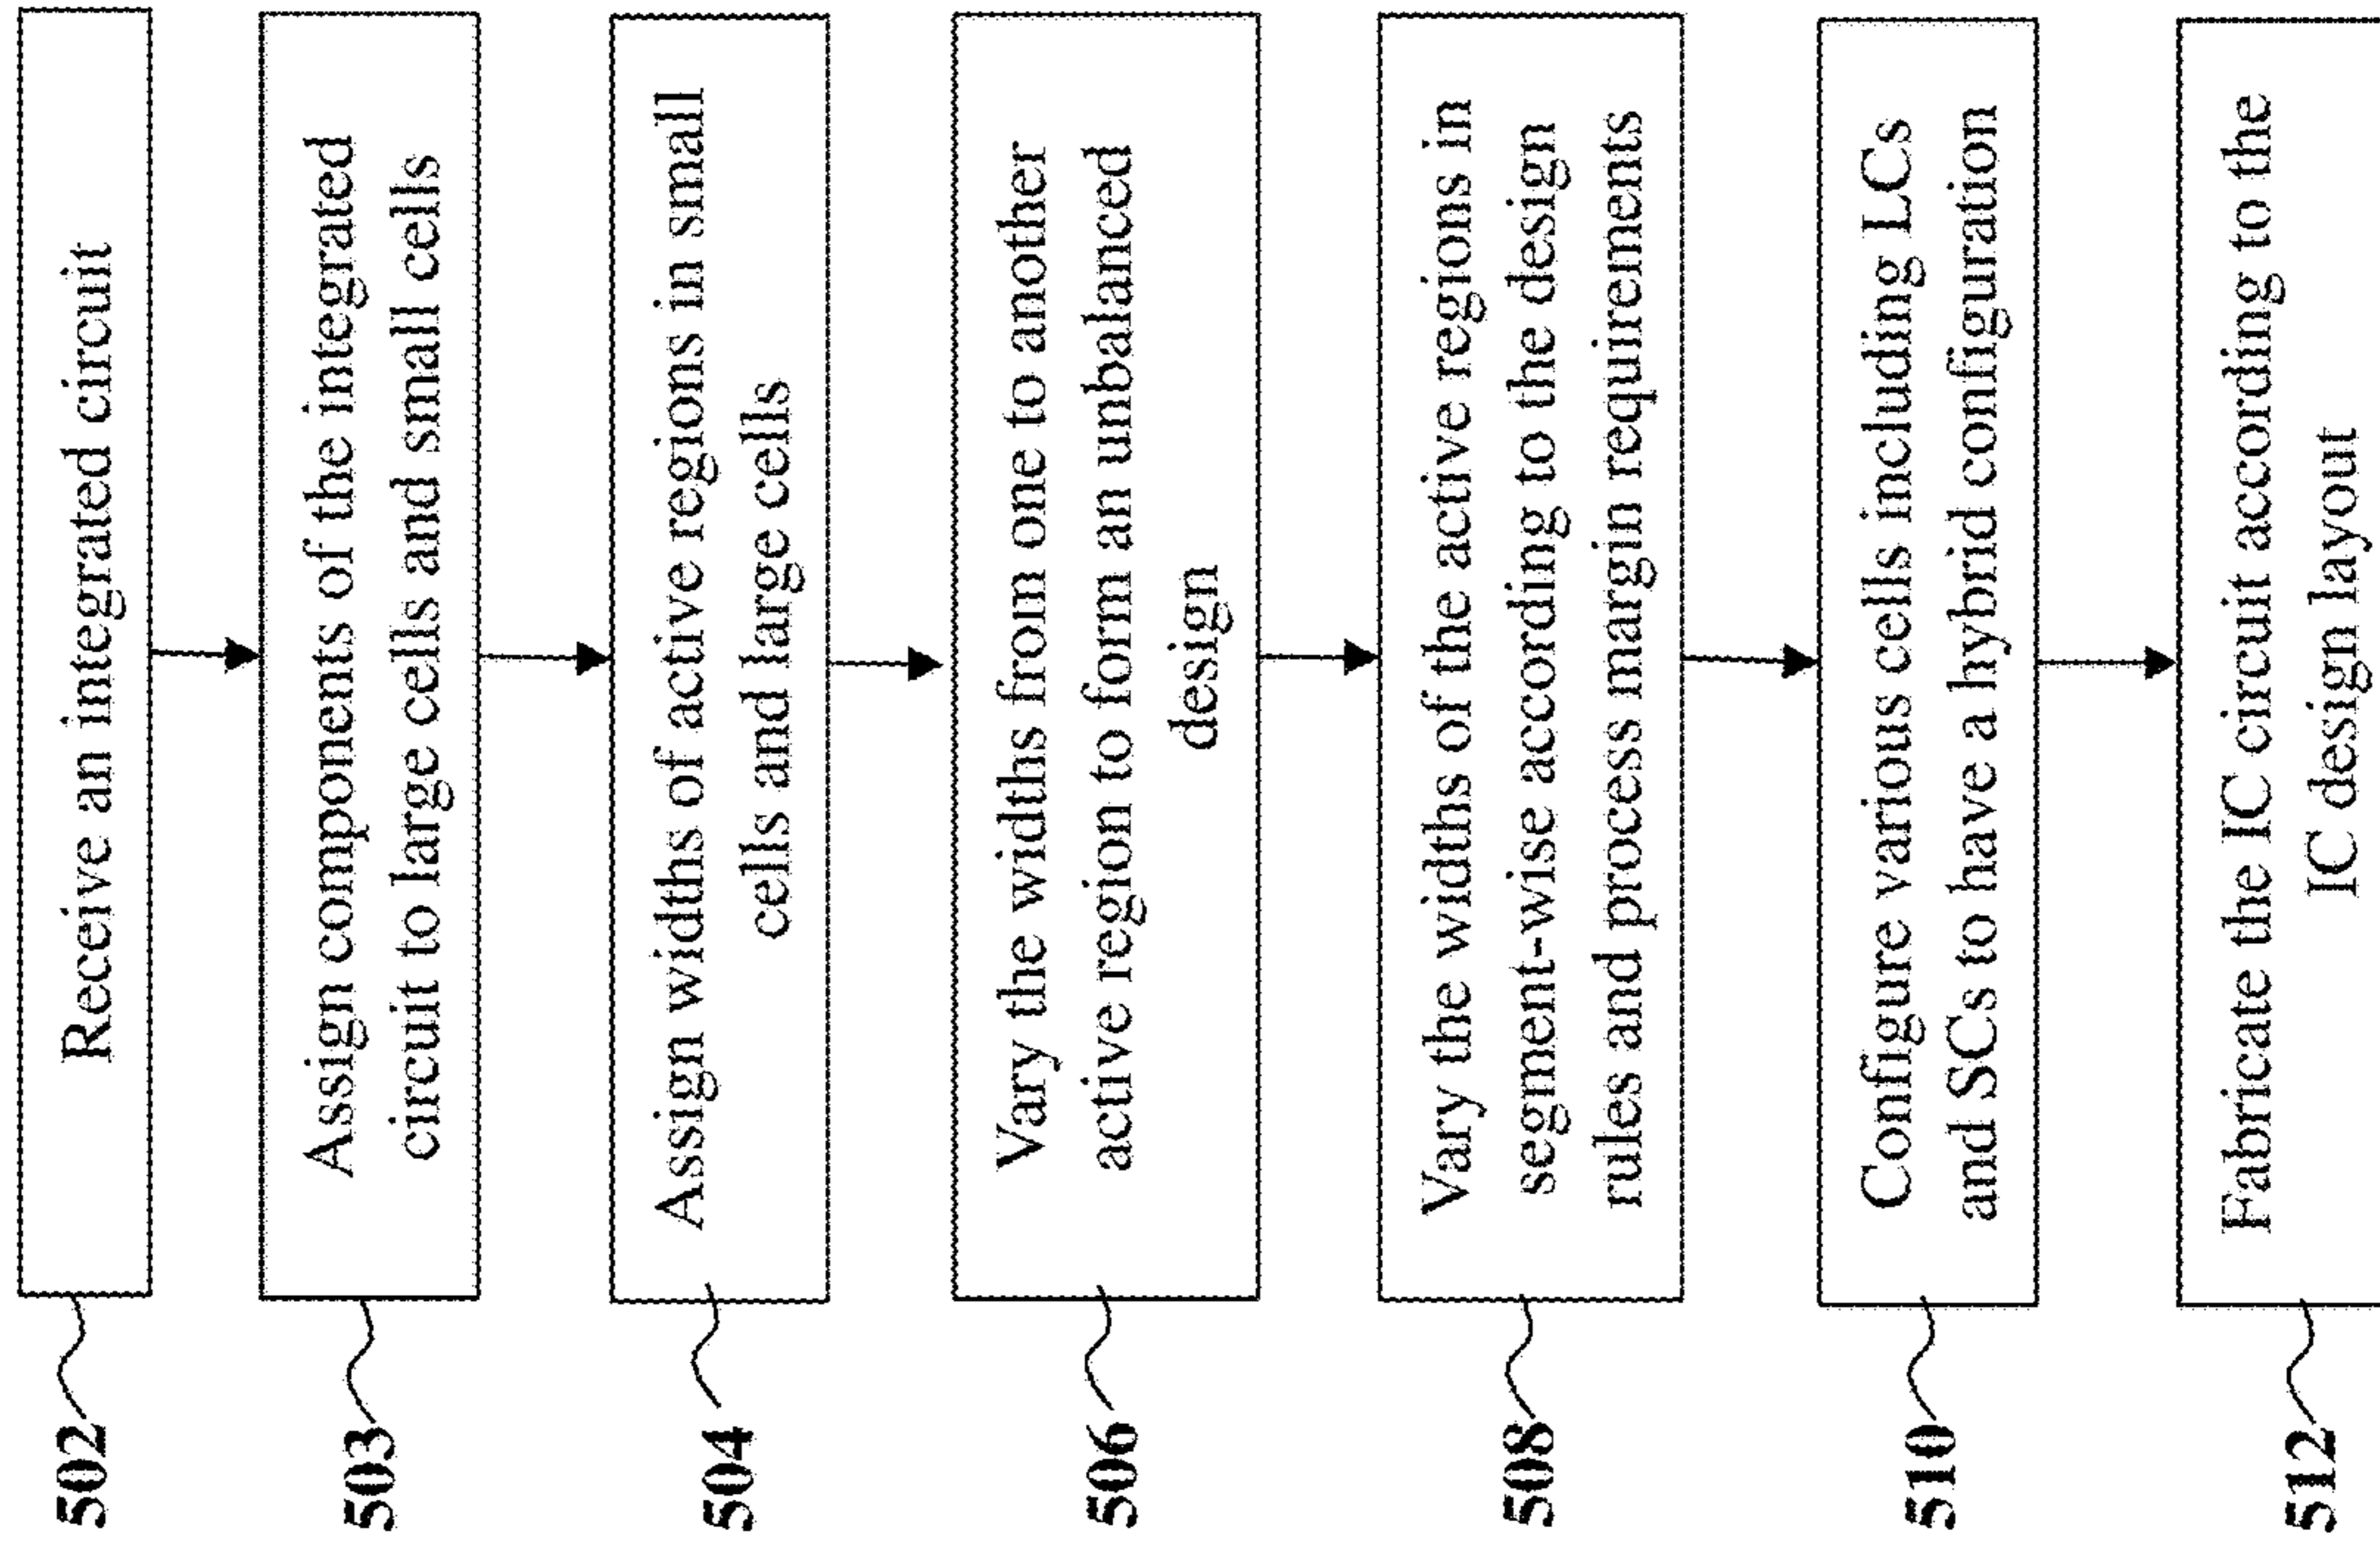 502
Receive an integrated circuit
503
Assign components of the integrated
circuit to large cells and small cells
504
Assign widths of active regions in small
cells and large cells
506
Vary the widths from one to another
active region to form an unbalanced
design
508
Vary the widths of the active regions in
segment-wise according to the design
rules and process margin requirements
510
Configure various cells including LCs
and SCs to have a hybrid configuration
512
Fabricate the IC circuit according to the
IC design layout